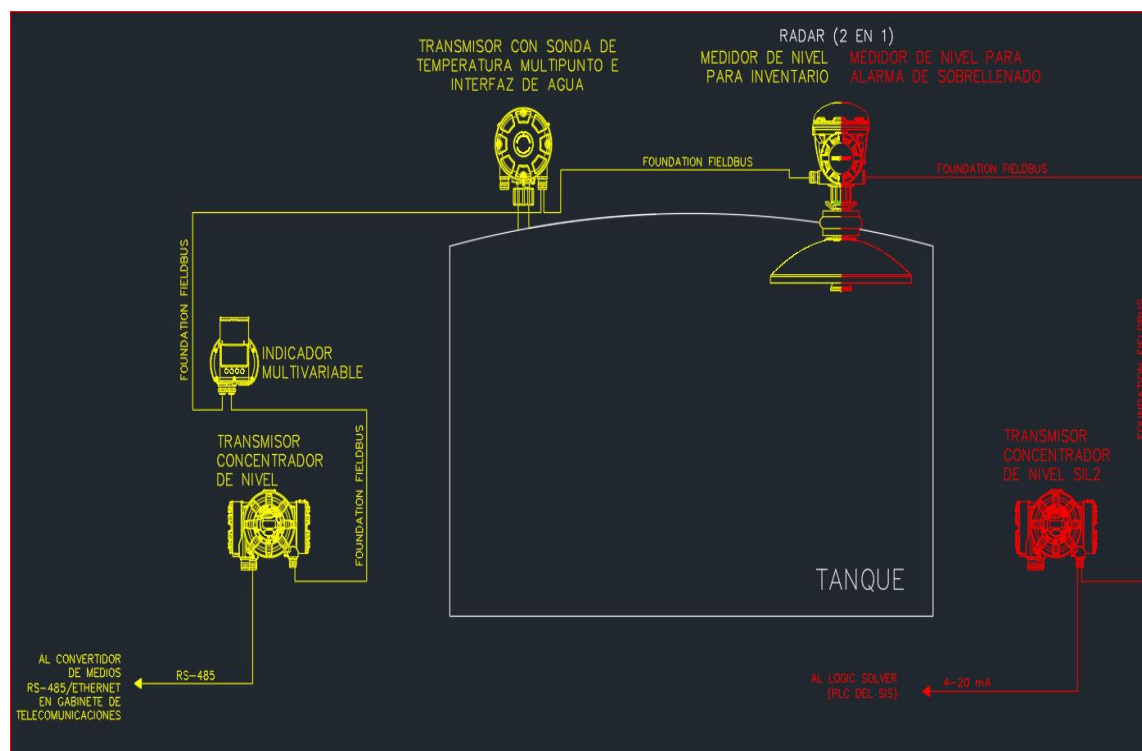 TRANSMISOR CON SONDA DE
TEMPERATURA MULTIPUNTO E
INTERFAZ DE AGUA
RADAR (2 EN 1)
MEDIDOR DE NIVEL
PARA INVENTARIO
MEDIDOR DE NIVEL PARA
ALARMA DE SOBRELLENADO
FOUNDATION FIELDBUS
FOUNDATION FIELDBUS
FOUNDATION FIELDBUS
FOUNDATION FIELDBUS
INDICADOR
MULTIVARIABLE
TRANSMISOR
CONCENTRADOR
DE NIVEL
FOUNDATION FIELDBUS
TRANSMISOR
CONCENTRADOR
DE NIVEL SIL2
TANQUE
AL CONVERTIDOR
DE MEDIOS
RS-485/ETHERNET
EN GABINETE DE
TELECOMUNICACIONES
RS-485
AL LOGIC SOLVER
(PLC DEL SIS)
4-20 mA